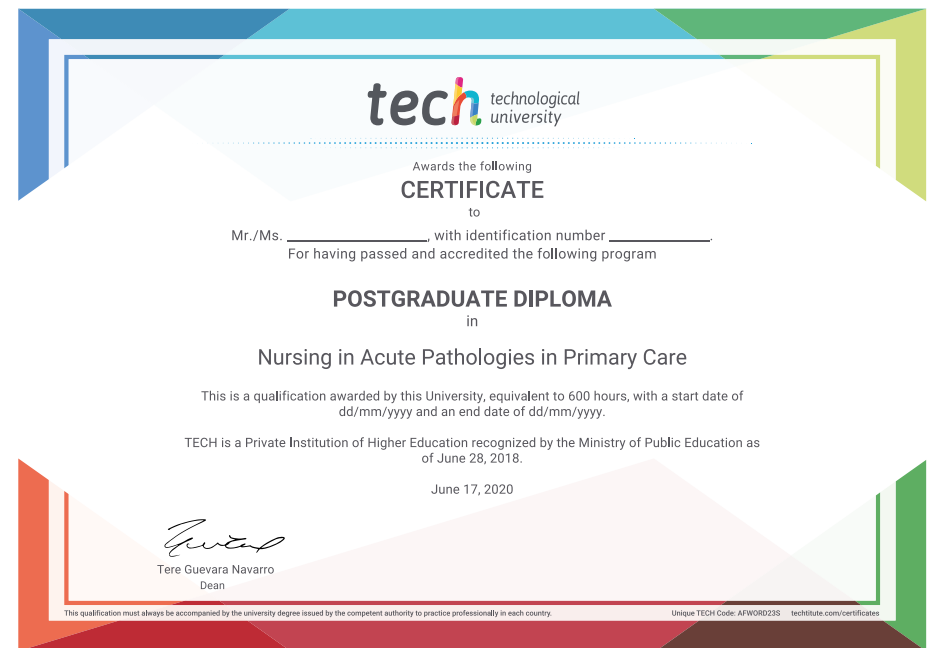 tech technological
university
Awards the following
CERTIFICATE
to
Mr./Ms. ____________________, with identification number ______________.
For having passed and accredited the following program
POSTGRADUATE DIPLOMA
in
Nursing in Acute Pathologies in Primary Care
This is a qualification awarded by this University, equivalent to 600 hours, with a start date of
dd/mm/yyyy and an end date of dd/mm/yyyy.
TECH is a Private Institution of Higher Education recognized by the Ministry of Public Education as
of June 28, 2018.
June 17, 2020
Tere Guevara Navarro
Dean
This qualification must always be accompanied by the university degree issued by the competent authority to practice professionally in each country. Unique TECH Code: AFWORD23S techtitute.com/certificates